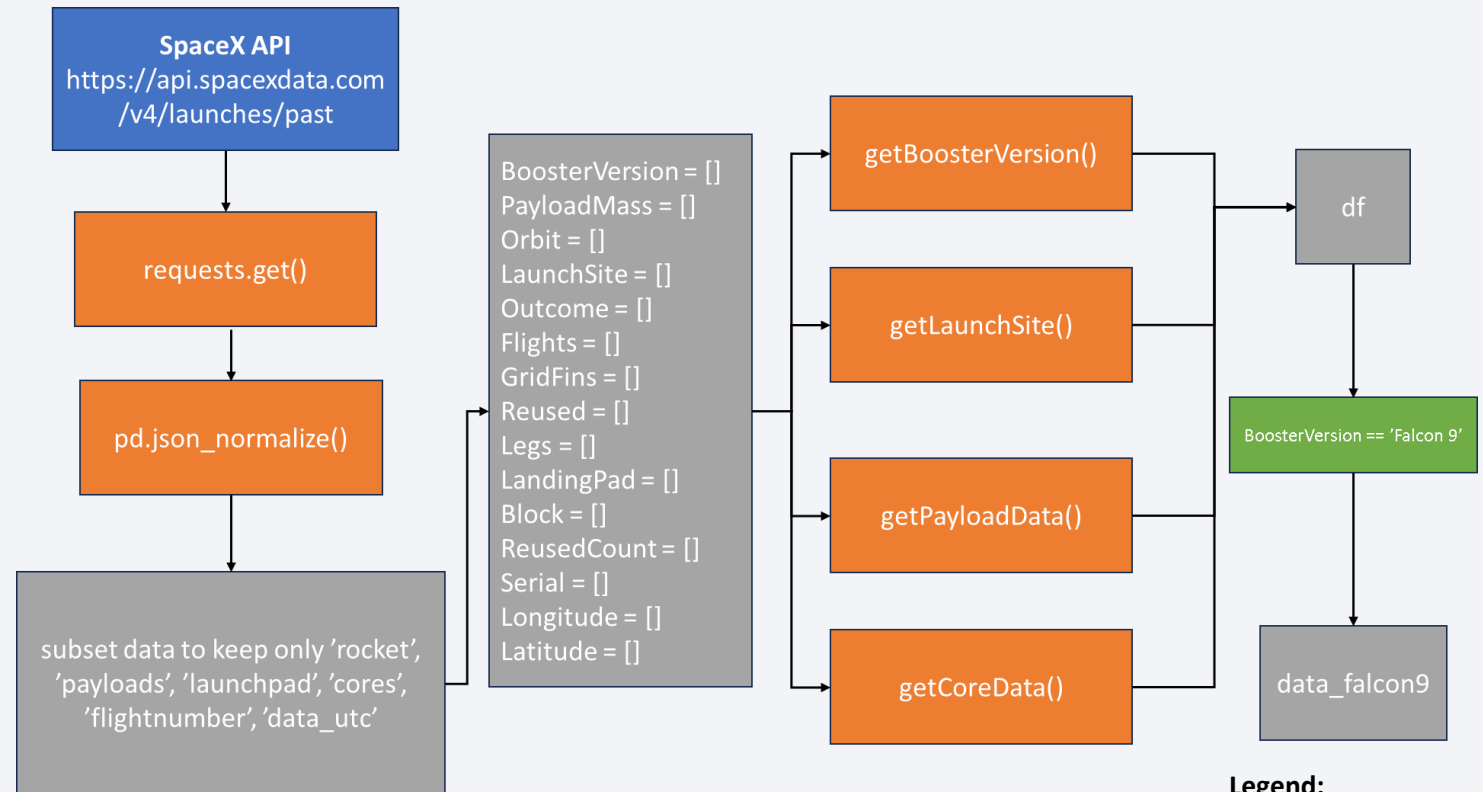 SpaceX API
https://api.spacexdata.com
/v4/launches/past
requests.get()
pd.json_normalize()
subset data to keep only ’rocket’,
’payloads’, ’launchpad’, ’cores’,
’flightnumber’, ’data_utc’
BoosterVersion = []
PayloadMass = []
Orbit = []
LaunchSite = []
Outcome = []
Flights = []
GridFins = []
Reused = []
Legs = []
LandingPad = []
Block = []
ReusedCount = []
Serial = []
Longitude = []
Latitude = []
getBoosterVersion()
getLaunchSite()
getPayloadData()
getCoreData()
df
BoosterVersion == ’Falcon 9’
data_falcon9
Legend: